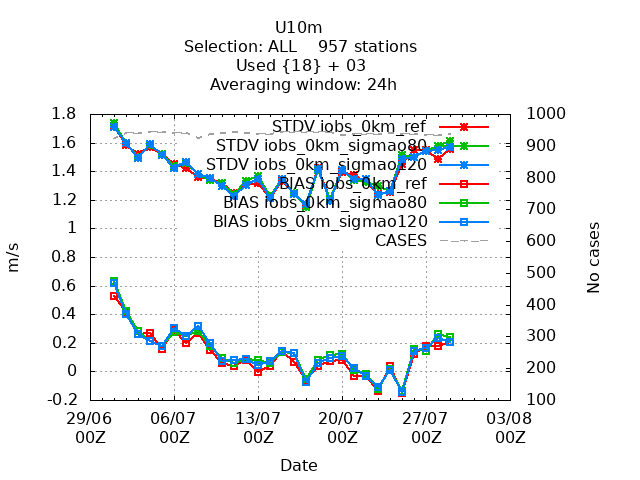 U10m
Selection: ALL    957 stations
Used {18} + 03
Averaging window: 24h
1.8
1.6
1.4
1.2
1
0.8
0.6
0.4
0.2
0
-0.2
m/s
1000
900
800
700
600
500
400
300
200
100
No cases
STDV iobs_0km_ref
STDV iobs_0km_sigmao80
STDV iobs_0km_sigmao120
BIAS iobs_0km_ref
BIAS iobs_0km_sigmao80
BIAS iobs_0km_sigmao120
CASES
29/06 06/07 13/07 20/07 27/07 03/08
00Z 00Z 00Z 00Z 00Z 00Z
Date